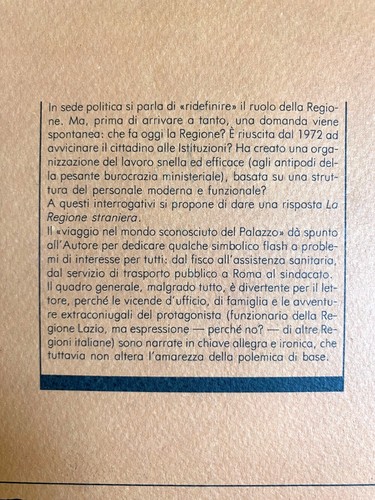 In sede politica si parla di «ridefinire» il ruolo della Regio-
ne. Ma, prima di arrivare a tanto, una domanda viene
spontanea: che fa oggi la Regione? È riuscita dal 1972 ad
avvicinare il cittadino alle Istituzioni? Ha creato una orga-
nizzazione del lavoro snella ed efficace (agli antipodi del-
la pesante burocrazia ministeriale), basata su una strut-
tura del personale moderna e funzionale?
A questi interrogativi si propone di dare una risposta La
Regione straniera.
Il «viaggio nel mondo sconosciuto del Palazzo» dà spunto
all'Autore per dedicare qualche simbolico flash a proble-
mi di interesse per tutti: dal fisco all'assistenza sanitaria,
dal servizio di trasporto pubblico a Roma al sindacato.
Il quadro generale, malgrado tutto, è divertente per il let-
tore, perché le vicende d'ufficio, di famiglia e le avventu-
re extraconiugali del protagonista (funzionario della Re-
gione Lazio, ma espressione — perché no? — di altre Re-
gioni italiane) sono narrate in chiave allegra e ironica, che
tuttavia non altera l'amarezza della polemica di base.